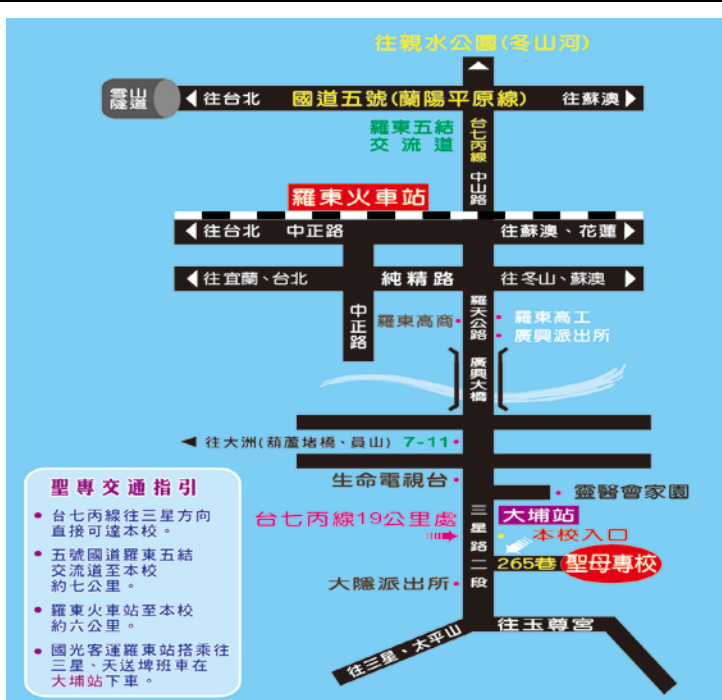 往親水公園(冬山河)
雪山
隧道
往台北
國道五號(蘭陽平原線)
往蘇澳
羅東五結
交流道
台七丙線
中山路
羅東火車站
往台北
中正路
往蘇澳、花蓮
往宜蘭、台北
純精路
往冬山、蘇澳
中正路
羅東高商
羅天公路
羅東高工
廣興派出所
廣興大橋
往大洲(葫蘆堵橋、員山)
7-11
生命電視台
靈醫會家園
台七丙線19公里處
三星路二段
大埔站
本校入口
265巷
聖母專校
大隱派出所
往三星、太平山
往玉尊宮
聖專交通指引
台七丙線往三星方向
直接可達本校。
五號國道羅東五結
交流道至本校
約七公里。
羅東火車站至本校
約六公里。
國光客運羅東站搭乘往
三星、天送埤班車在
大埔站下車。